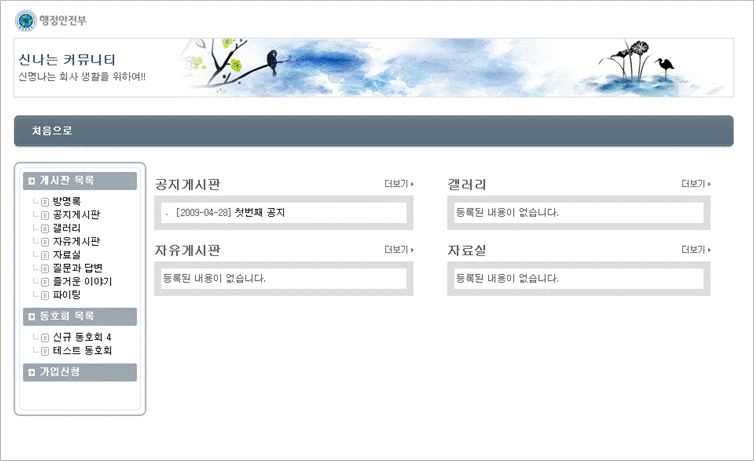 행정안전부
신나는 커뮤니티
신명나는 회사 생활을 위하여!!
처음으로
게시판 목록
방명록
공지게시판
갤러리
자유게시판
자료실
질문과 답변
즐거운 이야기
파이팅
동호회 목록
신규 동호회 4
테스트 동호회
가입신청
공지게시판 더보기
. [2009-04-28] 첫번째 공지
갤러리 더보기
등록된 내용이 없습니다.
자유게시판 더보기
등록된 내용이 없습니다.
자료실 더보기
등록된 내용이 없습니다.